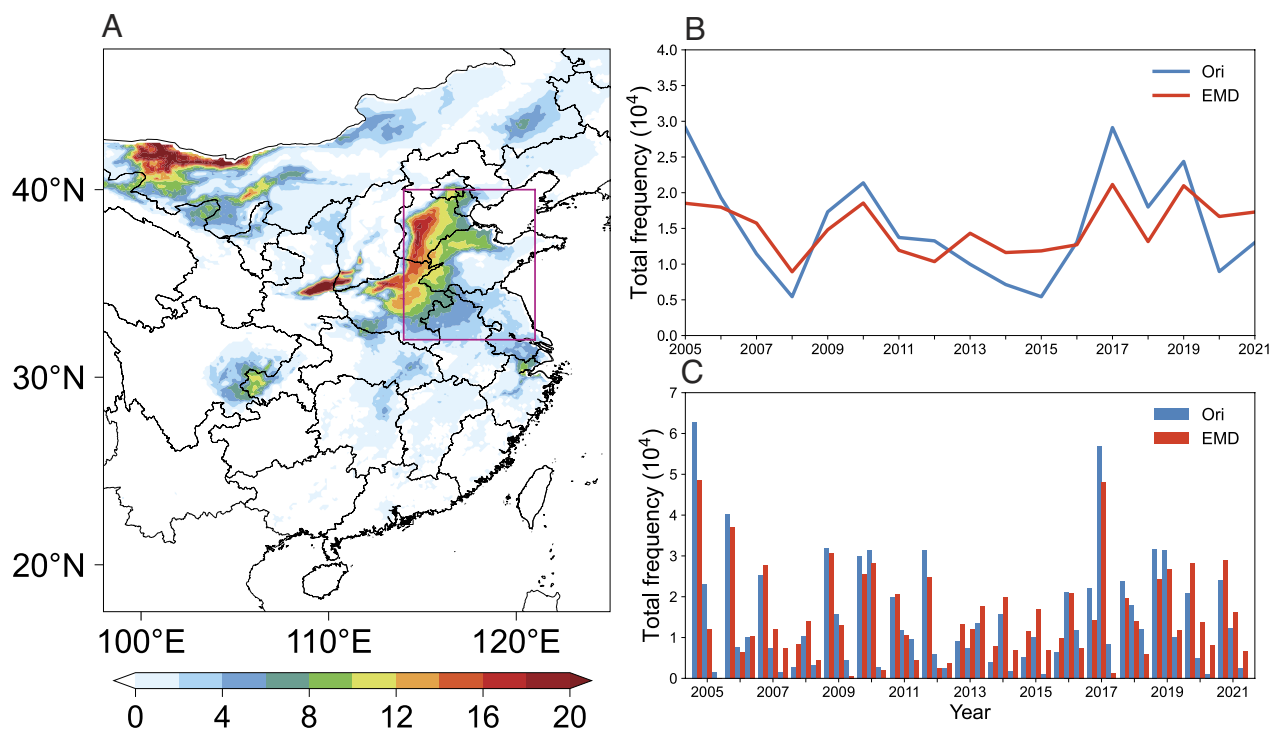 A
40°N
30°N
20°N
100°E 110°E 120°E
0 4 8 12 16 20
B
Total frequency (10⁴)
4.0
3.5
3.0
2.5
2.0
1.5
1.0
0.5
0.0
Ori
EMD
2005 2007 2009 2011 2013 2015 2017 2019 2021
C
Total frequency (10⁴)
7
6
5
4
3
2
1
0
Ori
EMD
2005 2007 2009 2011 2013 2015 2017 2019 2021
Year